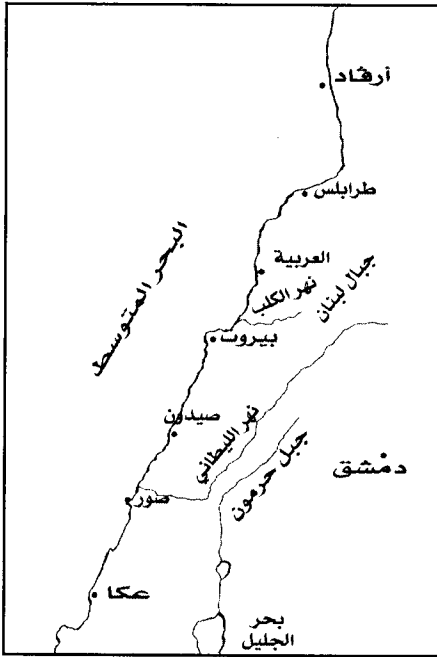 أرڤاد
طرابلس
العربية
جبال لبنان
نهر الكلب
البحر المتوسط
بيروت
صيدون
نهر الليطاني
جبل حرمون
دمشق
صور
عكا
بحر
الجليل